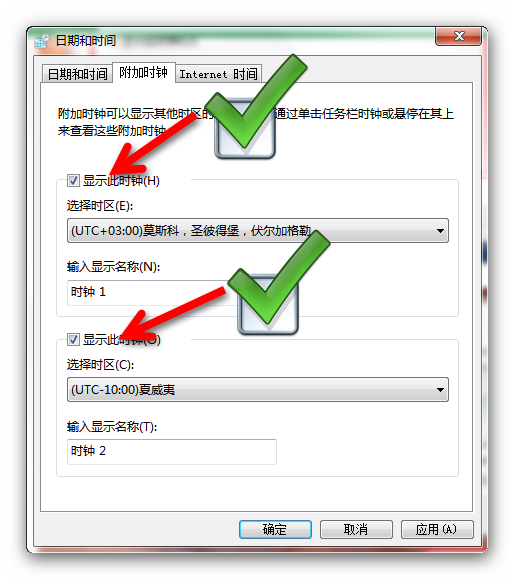 日期和时间
日期和时间
附加时钟
Internet 时间
附加时钟可以显示其他时区的
通过单击任务栏时钟或悬停在其上
来查看这些附加时钟
显示此时钟(H)
选择时区(E):
(UTC+03:00)莫斯科，圣彼得堡，伏尔加格勒
输入显示名称(N):
时钟 1
显示此时钟(O)
选择时区(C):
(UTC-10:00)夏威夷
输入显示名称(T):
时钟 2
确定
取消
应用(A)